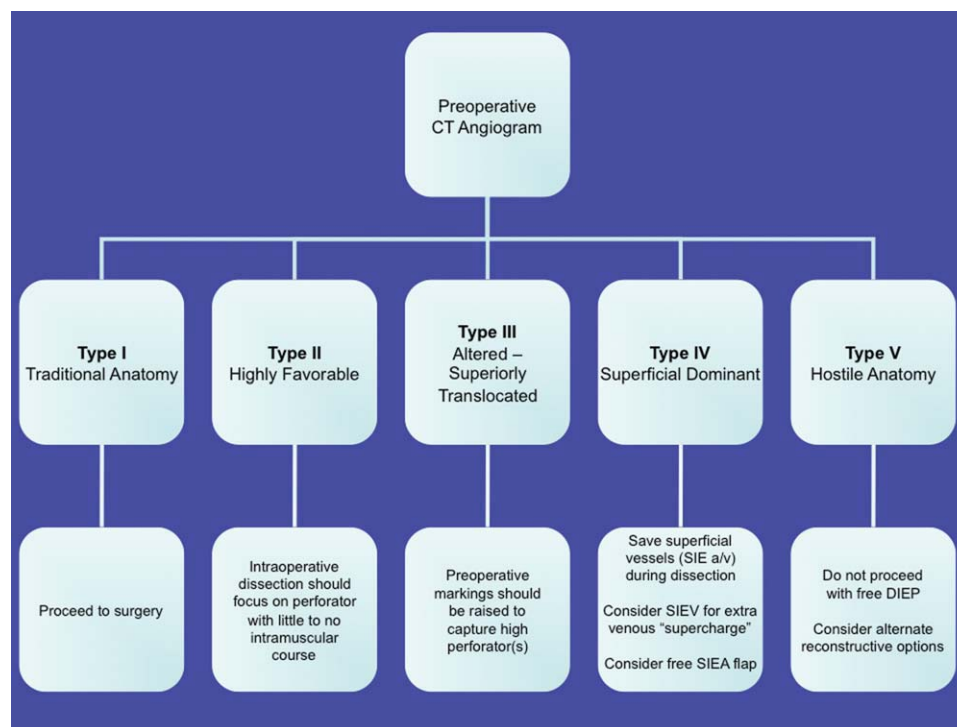 Preoperative
CT Angiogram
Type I
Traditional Anatomy
Type II
Highly Favorable
Type III
Altered –
Superiorly
Translocated
Type IV
Superficial Dominant
Type V
Hostile Anatomy
Proceed to surgery
Intraoperative
dissection should
focus on perforator
with little to no
intramuscular
course
Preoperative
markings should
be raised to
capture high
perforator(s)
Save superficial
vessels (SIE a/v)
during dissection
Consider SIEV for extra
venous “supercharge”
Consider free SIEA flap
Do not proceed
with free DIEP
Consider alternate
reconstructive options